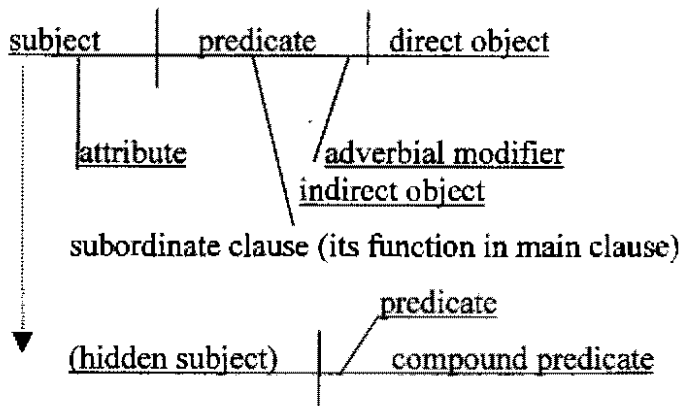 subject predicate direct object
attribute adverbial modifier
indirect object
subordinate clause (its function in main clause)
predicate
(hidden subject) compound predicate